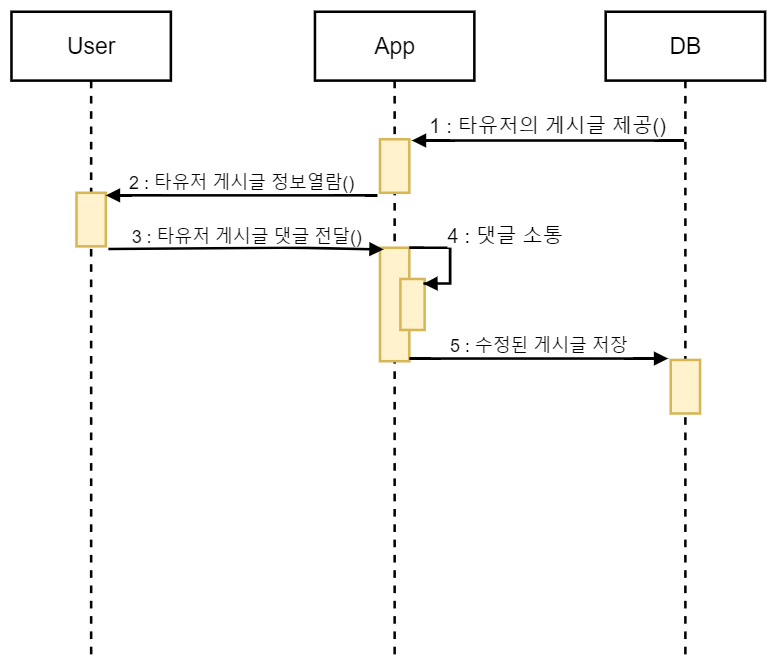 User
App
DB
1 : 타유저의 게시글 제공()
2 : 타유저 게시글 정보열람()
3 : 타유저 게시글 댓글 전달()
4 : 댓글 소통
5 : 수정된 게시글 저장